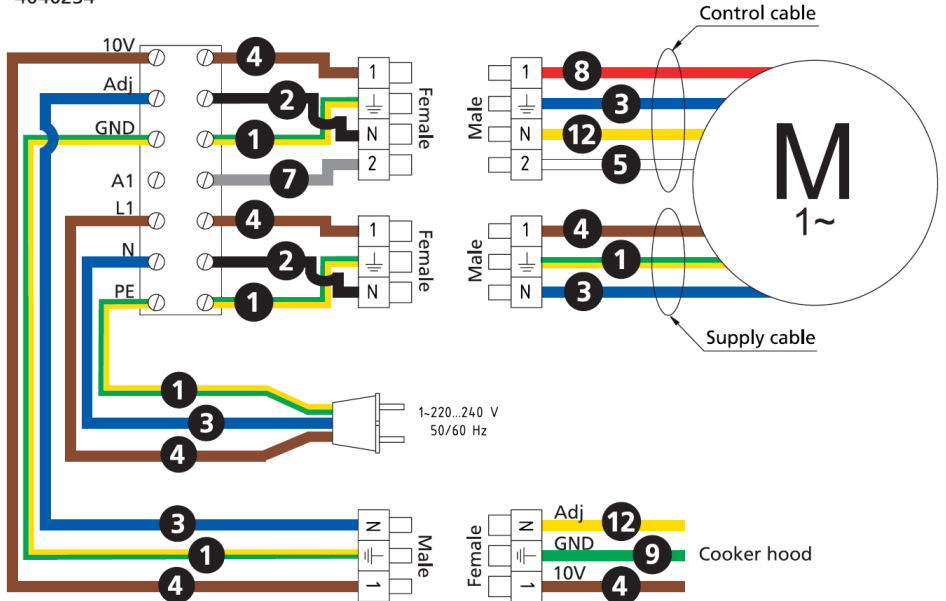 Control cable
10V 4 1 1 8
Adj 2 Female Male 3
GND 1 N N 12 M
A1 7 2 2 5 1~
L1 4 1 1 4
N 2 Female Male 1
PE 1 N N 3
Supply cable
1
3 1~220...240 V
4 50/60 Hz
3 N Male Female N Adj 12
1 GND 9 Cooker hood
4 1 1 10V 4